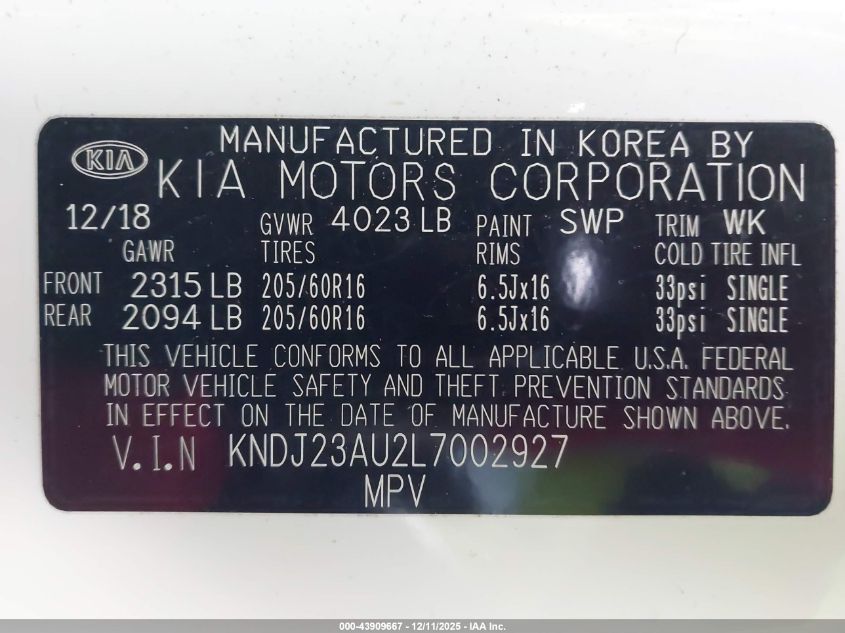 MANUFACTURED IN KOREA BY
KIA KIA MOTORS CORPORATION
12/18 GVWR 4023 LB PAINT SWP TRIM WK
GAWR TIRES RIMS COLD TIRE INFL
FRONT 2315 LB 205/60R16 6.5Jx16 33psi SINGLE
REAR 2094 LB 205/60R16 6.5Jx16 33psi SINGLE
THIS VEHICLE CONFORMS TO ALL APPLICABLE U.S.A. FEDERAL
MOTOR VEHICLE SAFETY AND THEFT PREVENTION STANDARDS
IN EFFECT ON THE DATE OF MANUFACTURE SHOWN ABOVE.
V.I.N KNDJ23AU2L7002927
MPV
000-43909667 - 12/11/2025 - IAA Inc.